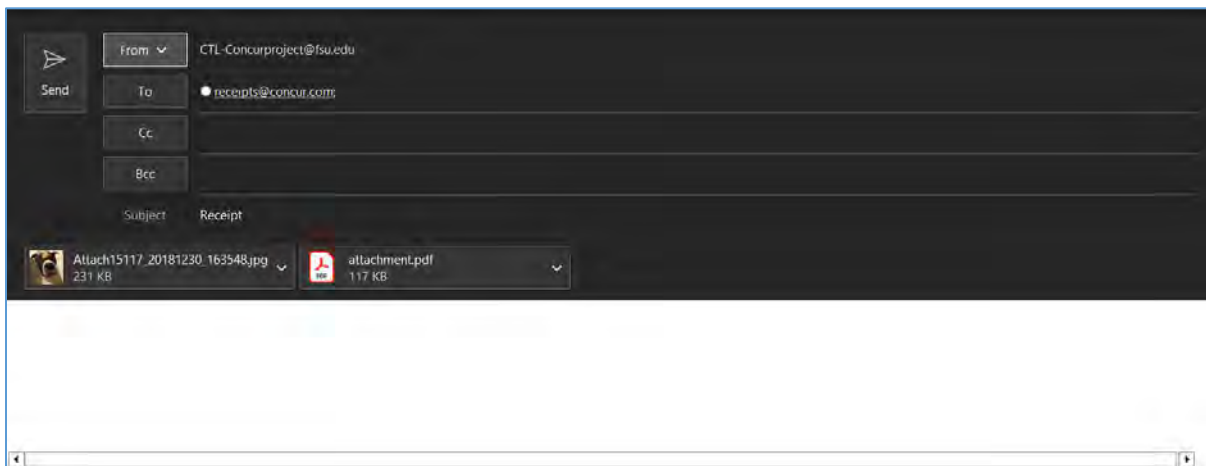 From CTL-Concurproject@fsu.edu
Send To receipts@concur.com;
Cc
Bcc
Subject Receipt
Attach15117_20181230_163548.jpg attachment.pdf
231 KB PDF 117 KB